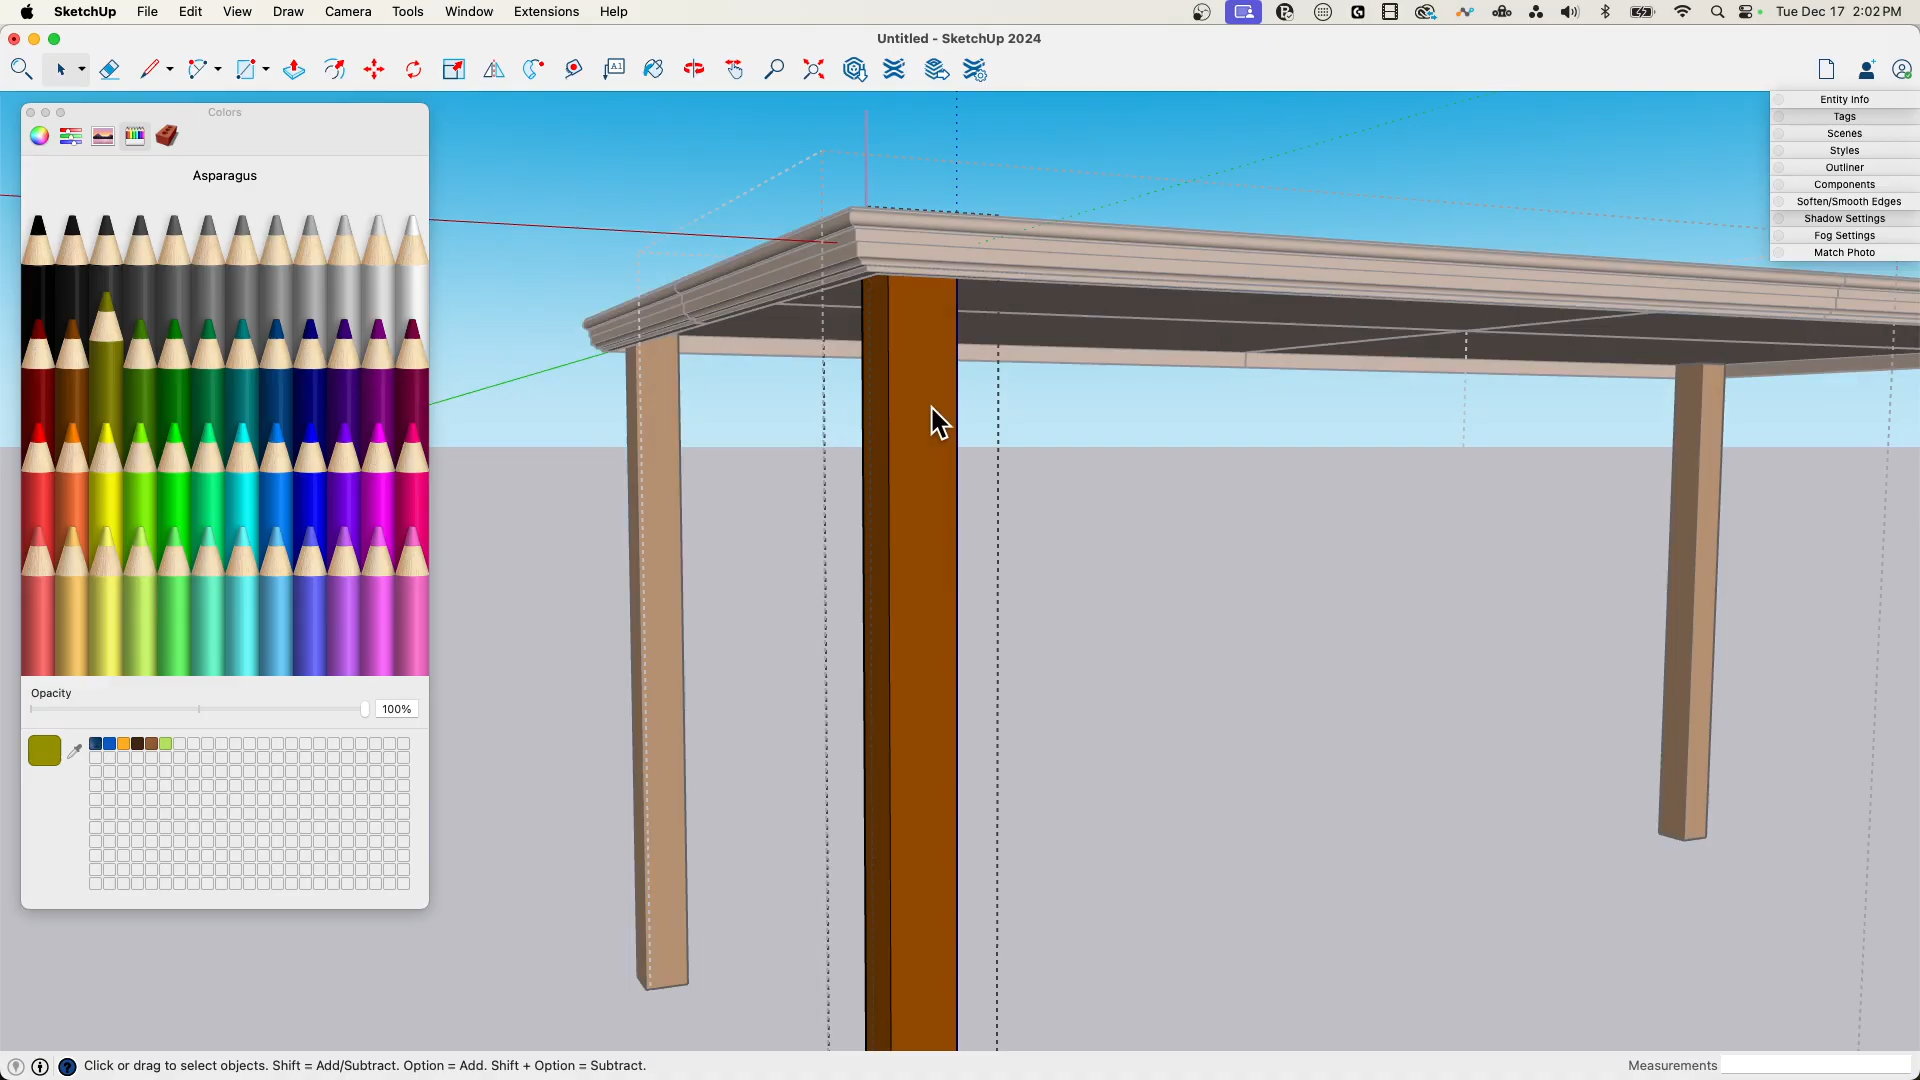 SketchUp File Edit View Draw Camera Tools Window Extensions Help
Tue Dec 17 2:02 PM
Untitled - SketchUp 2024
A1
Colors
Asparagus
Opacity
100%
Entity Info
Tags
Scenes
Styles
Outliner
Components
Soften/Smooth Edges
Shadow Settings
Fog Settings
Match Photo
Click or drag to select objects. Shift = Add/Subtract. Option = Add. Shift + Option = Subtract.
Measurements